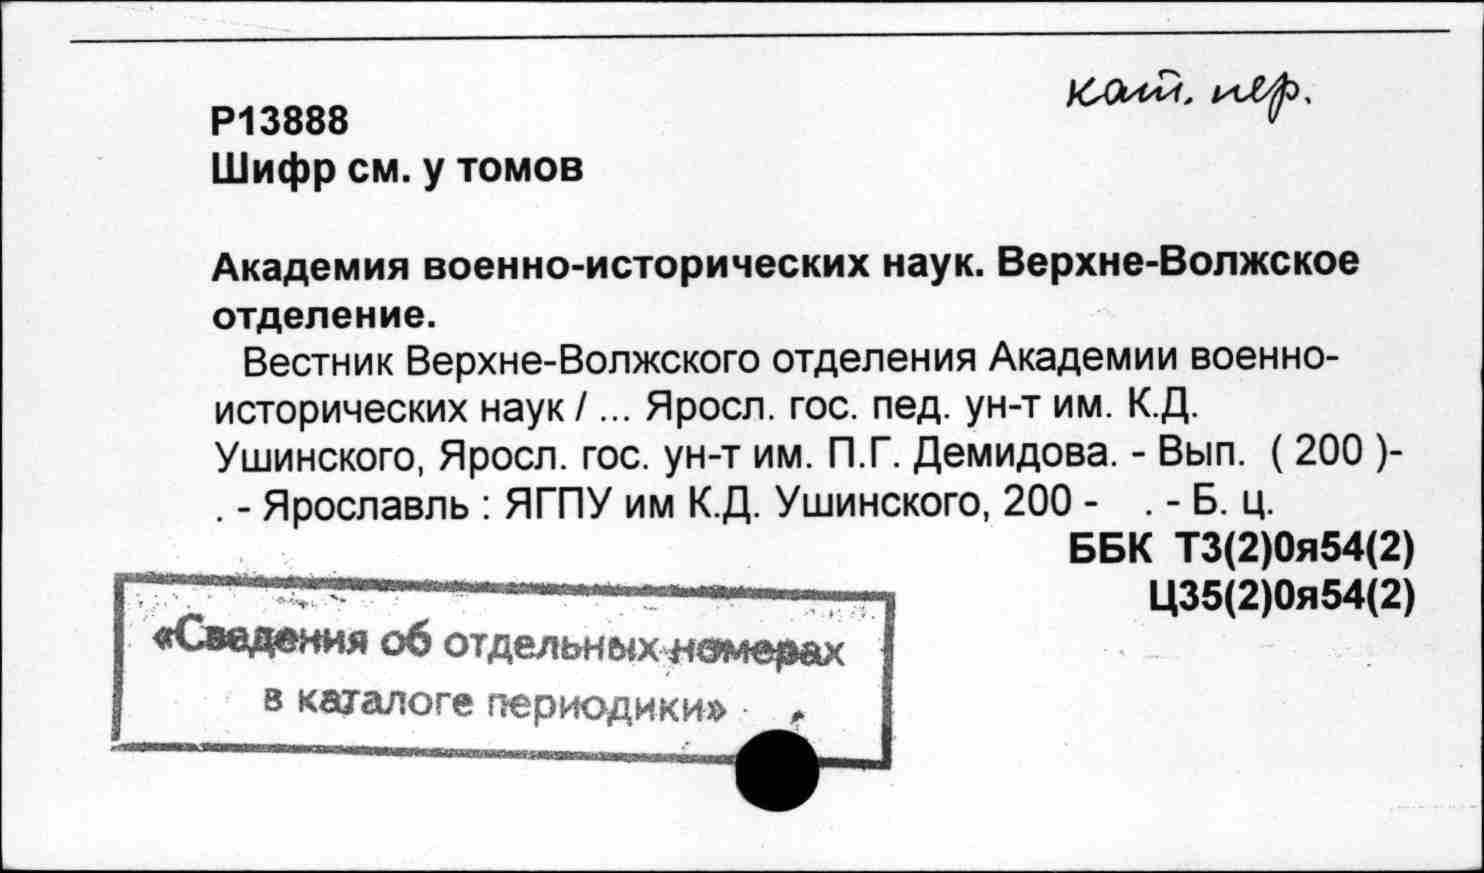 кат. пер.
Р13888
Шифр см. у томов
Академия военно-исторических наук. Верхне-Волжское
отделение.
Вестник Верхне-Волжского отделения Академии военно-
исторических наук / ... Яросл. гос. пед. ун-т им. К.Д.
Ушинского, Яросл. гос. ун-т им. П.Г. Демидова. - Вып. ( 200 )-
. - Ярославль : ЯГПУ им К.Д. Ушинского, 200 - . - Б. ц.
ББК Т3(2)0я54(2)
Ц35(2)0я54(2)
«Сведения об отдельных номерах
в каталоге периодики»